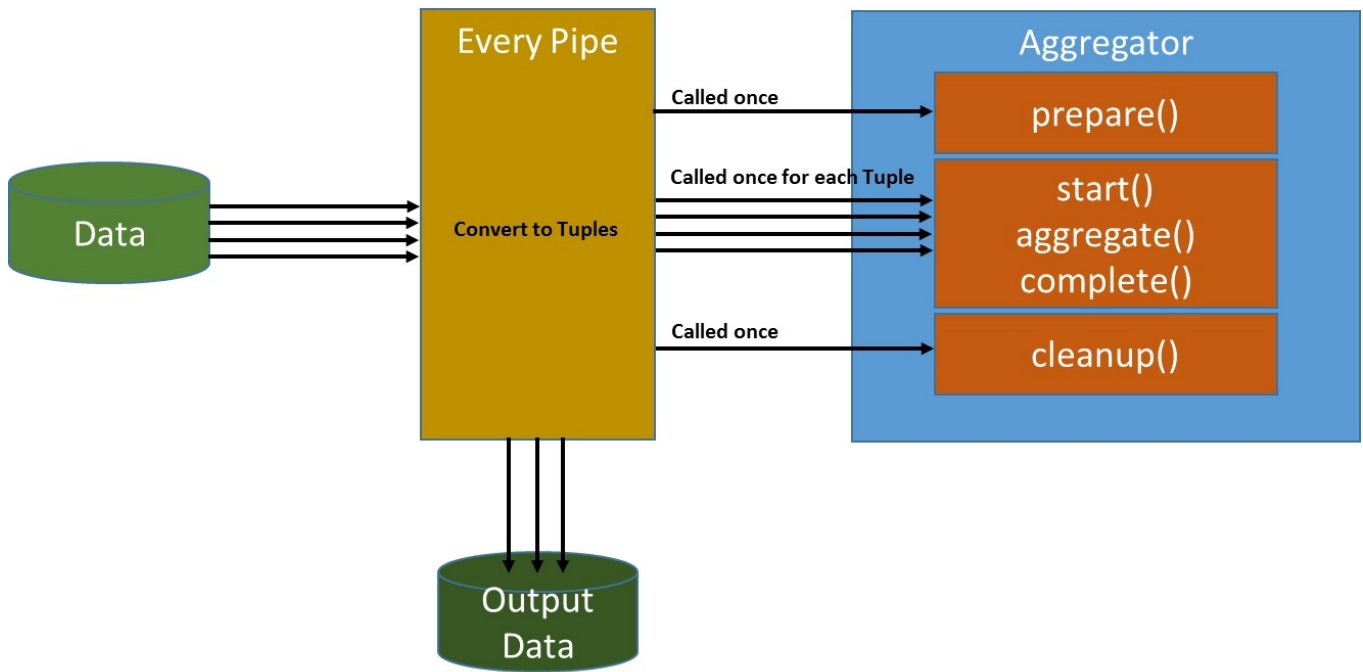 Every Pipe
Aggregator
Called once
prepare()
Data
Convert to Tuples
Called once for each Tuple
start()
aggregate()
complete()
Called once
cleanup()
Output
Data